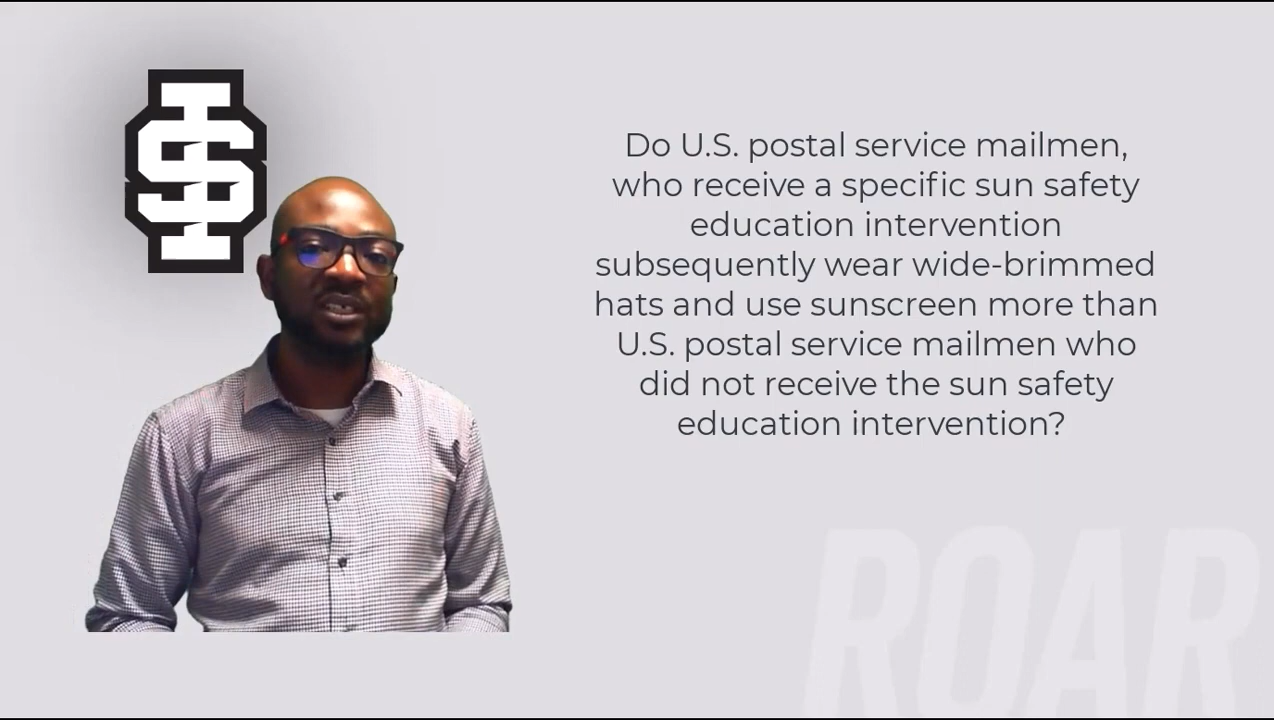 IS
Do U.S. postal service mailmen,
who receive a specific sun safety
education intervention
subsequently wear wide-brimmed
hats and use sunscreen more than
U.S. postal service mailmen who
did not receive the sun safety
education intervention?
ROAR